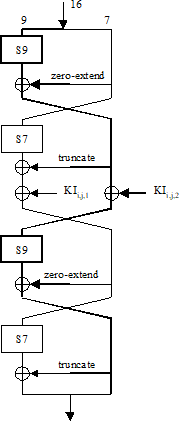 16
9 7
S9
zero-extend
S7
truncate
KIi,j,1 KIi,j,2
S9
zero-extend
S7
truncate